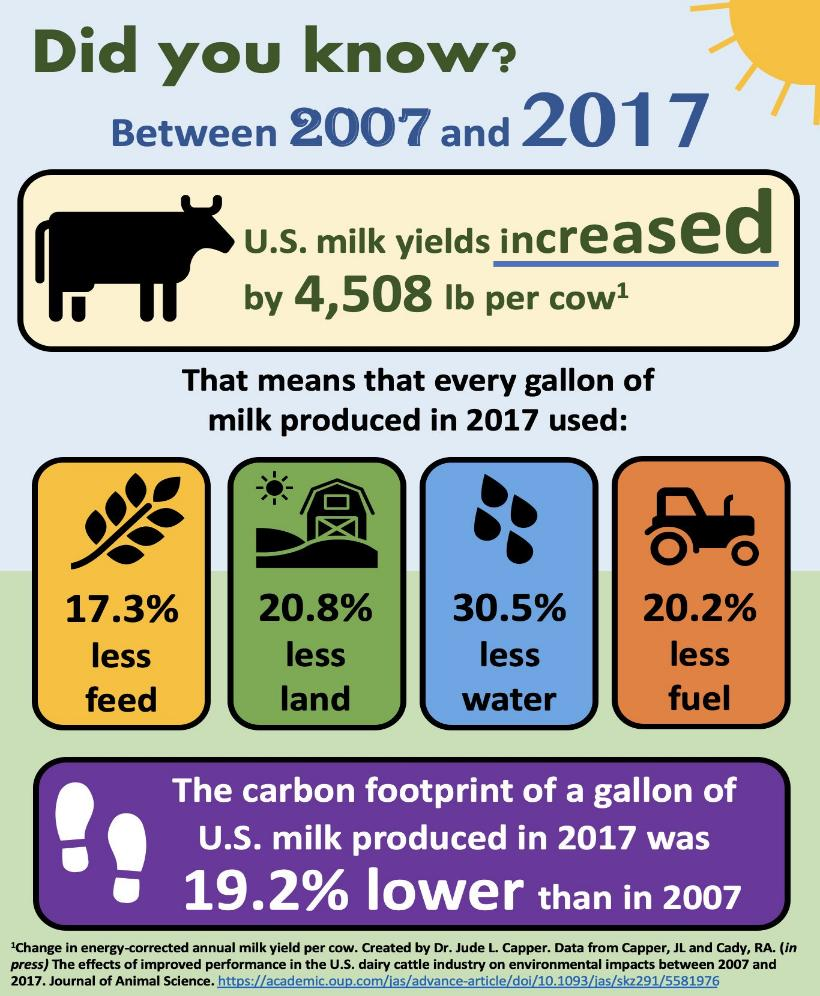 Did you know?
Between 2007 and 2017
U.S. milk yields increased
by 4,508 lb per cow¹
That means that every gallon of
milk produced in 2017 used:
17.3%
less
feed
20.8%
less
land
30.5%
less
water
20.2%
less
fuel
The carbon footprint of a gallon of
U.S. milk produced in 2017 was
19.2% lower than in 2007
¹Change in energy-corrected annual milk yield per cow. Created by Dr. Jude L. Capper. Data from Capper, JL and Cady, RA. (in
press) The effects of improved performance in the U.S. dairy cattle industry on environmental impacts between 2007 and
2017. Journal of Animal Science. https://academic.oup.com/jas/advance-article/doi/10.1093/jas/skz291/5581976